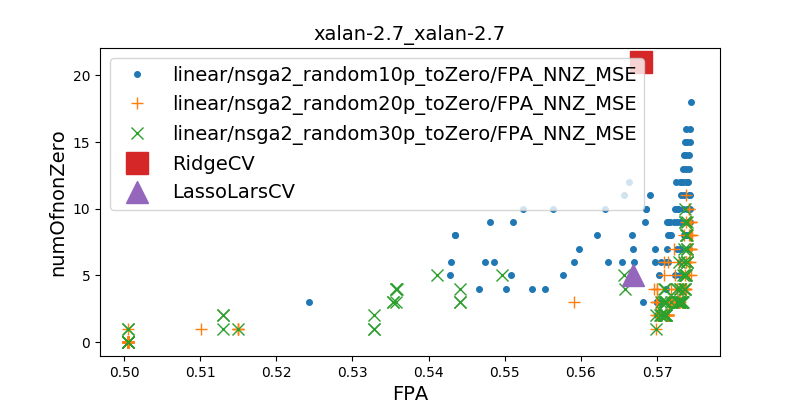 xalan-2.7_xalan-2.7
linear/nsga2_random10p_toZero/FPA_NNZ_MSE
linear/nsga2_random20p_toZero/FPA_NNZ_MSE
linear/nsga2_random30p_toZero/FPA_NNZ_MSE
RidgeCV
LassoLarsCV
numOfnonZero
20
15
10
5
0
0.50 0.51 0.52 0.53 0.54 0.55 0.56 0.57
FPA